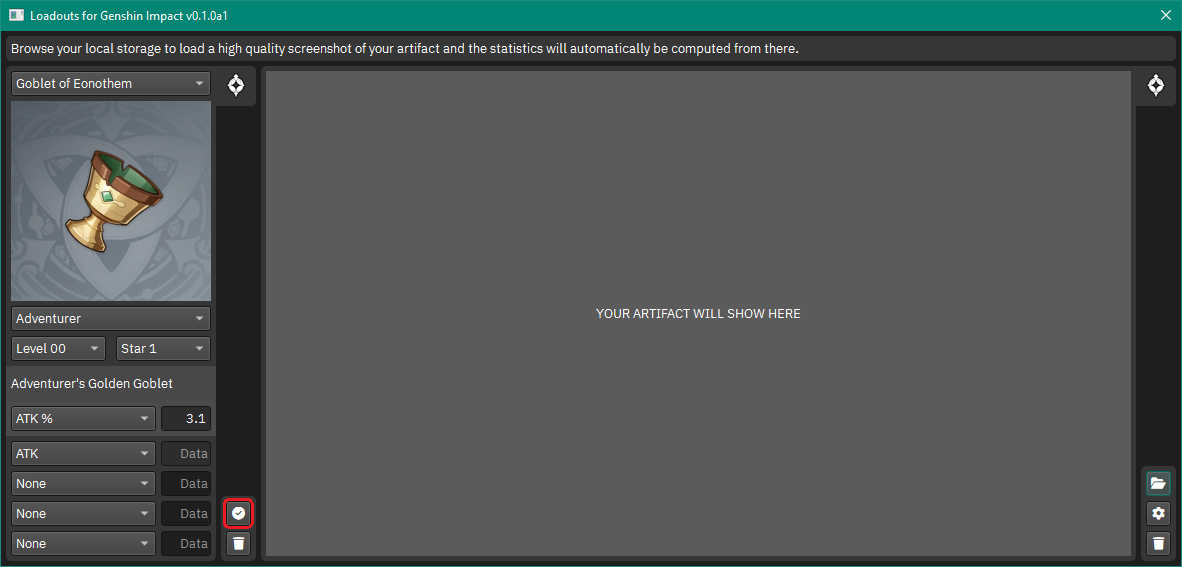 Loadouts for Genshin Impact v0.1.0a1
Browse your local storage to load a high quality screenshot of your artifact and the statistics will automatically be computed from there.
Goblet of Eonothem
Adventurer
Level 00
Star 1
Adventurer's Golden Goblet
ATK %
3.1
ATK
Data
None
Data
None
Data
None
Data
YOUR ARTIFACT WILL SHOW HERE